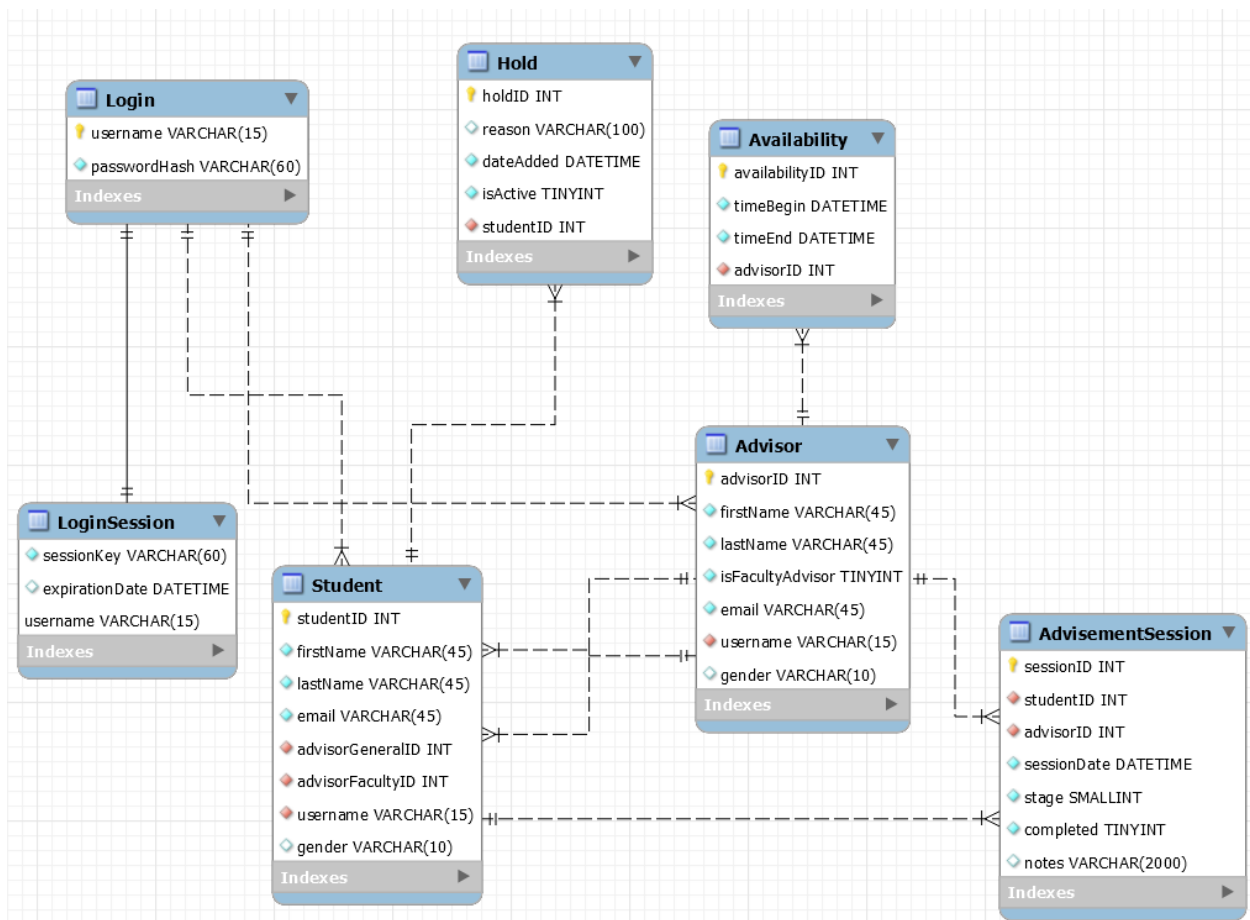 Login
username VARCHAR(15)
passwordHash VARCHAR(60)
Indexes
Hold
holdID INT
reason VARCHAR(100)
dateAdded DATETIME
isActive TINYINT
studentID INT
Indexes
Availability
availabilityID INT
timeBegin DATETIME
timeEnd DATETIME
advisorID INT
Indexes
LoginSession
sessionKey VARCHAR(60)
expirationDate DATETIME
username VARCHAR(15)
Indexes
Student
studentID INT
firstName VARCHAR(45)
lastName VARCHAR(45)
email VARCHAR(45)
advisorGeneralID INT
advisorFacultyID INT
username VARCHAR(15)
gender VARCHAR(10)
Indexes
Advisor
advisorID INT
firstName VARCHAR(45)
lastName VARCHAR(45)
isFacultyAdvisor TINYINT
email VARCHAR(45)
username VARCHAR(15)
gender VARCHAR(10)
Indexes
AdvisementSession
sessionID INT
studentID INT
advisorID INT
sessionDate DATETIME
stage SMALLINT
completed TINYINT
notes VARCHAR(2000)
Indexes